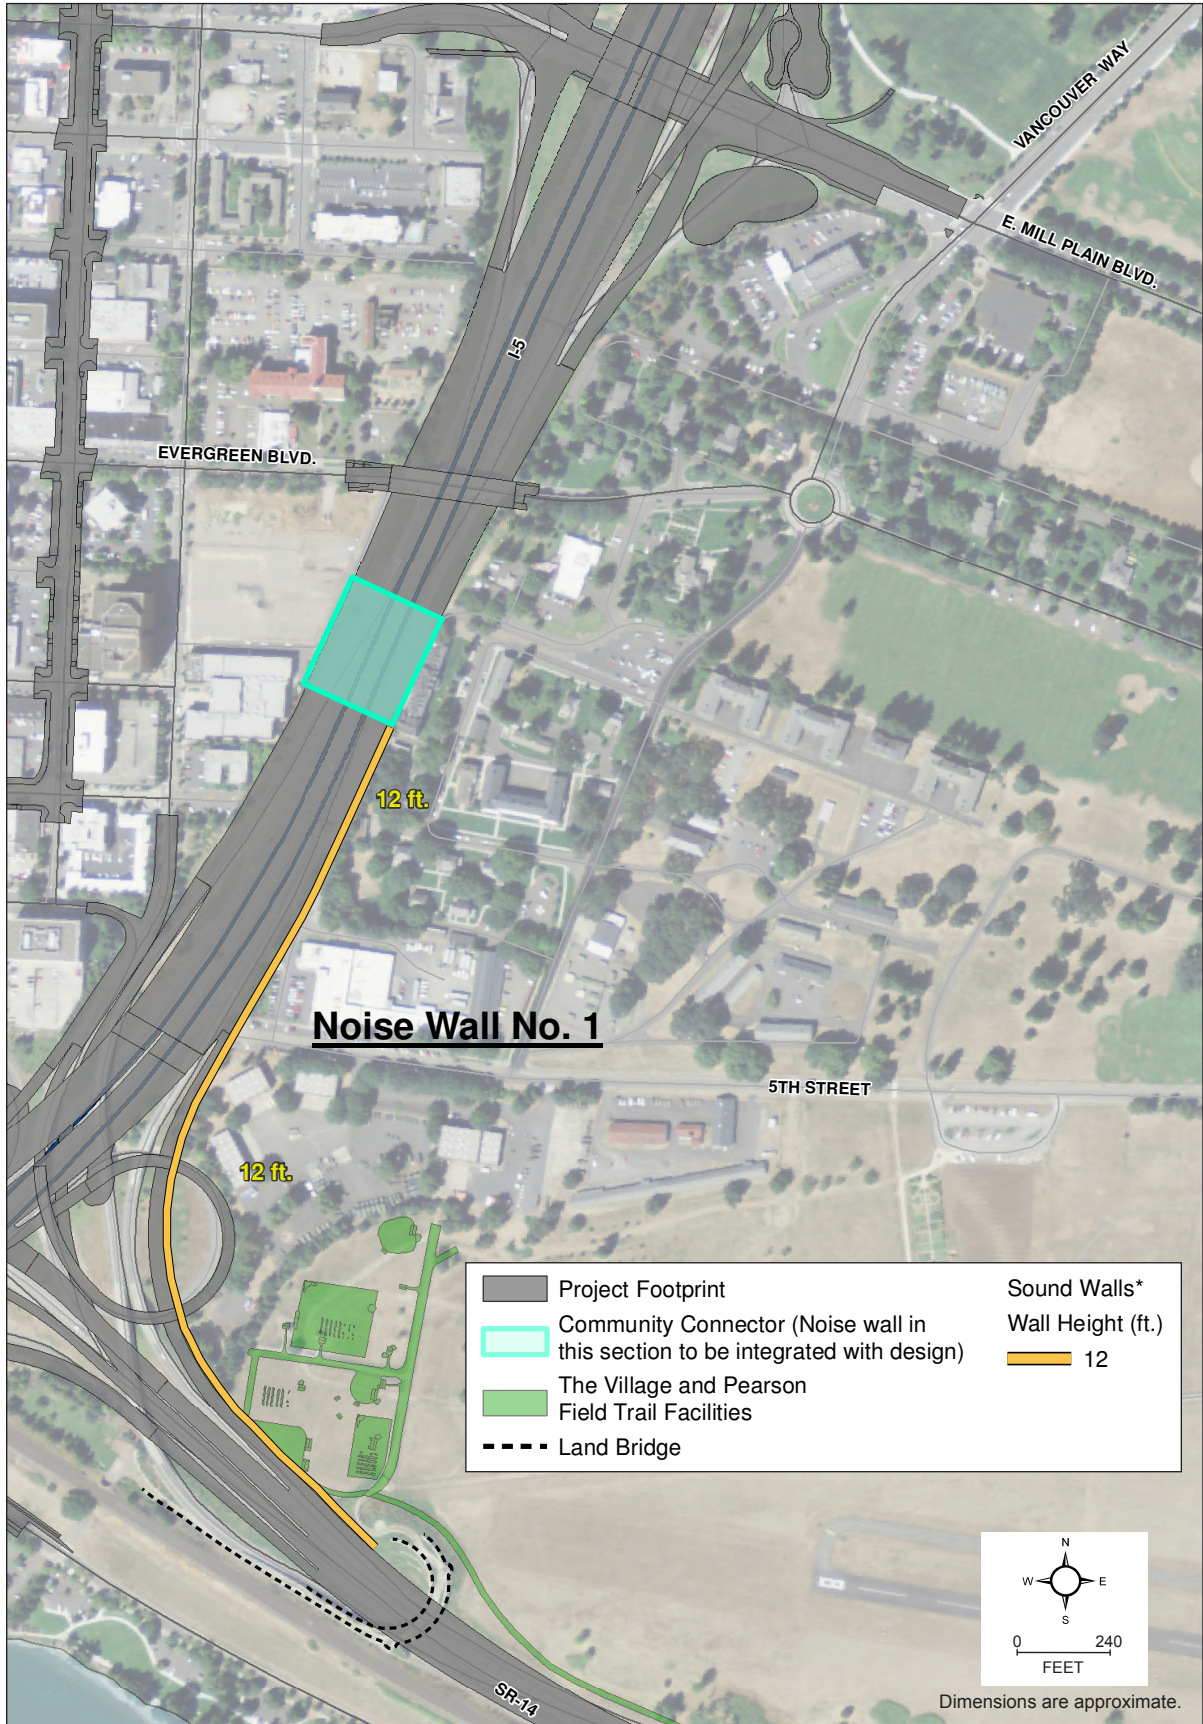 VANCOUVER WAY
E. MILL PLAIN BLVD.
I-5
EVERGREEN BLVD.
12 ft.
Noise Wall No. 1
5TH STREET
12 ft.
Project Footprint
Community Connector (Noise wall in
this section to be integrated with design)
The Village and Pearson
Field Trail Facilities
Land Bridge
Sound Walls*
Wall Height (ft.)
12
N
W E
S
0 240
FEET
SR-14
Dimensions are approximate.